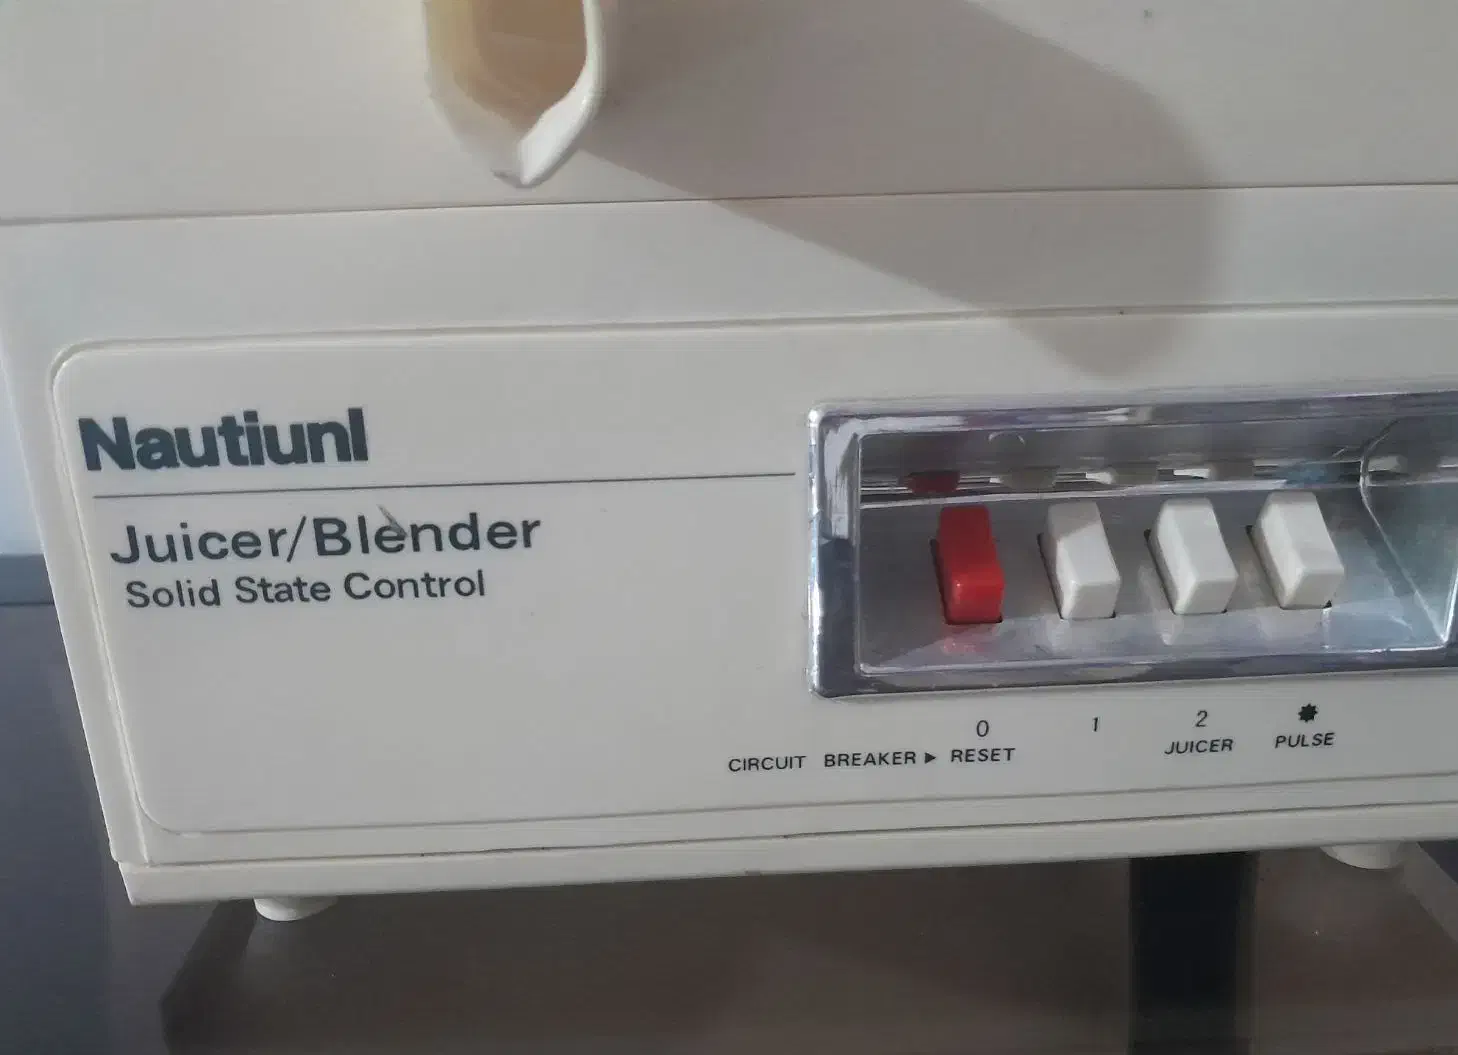 Nautiunl
Juicer/Blender
Solid State Control
0 1 2
CIRCUIT BREAKER ► RESET JUICER PULSE